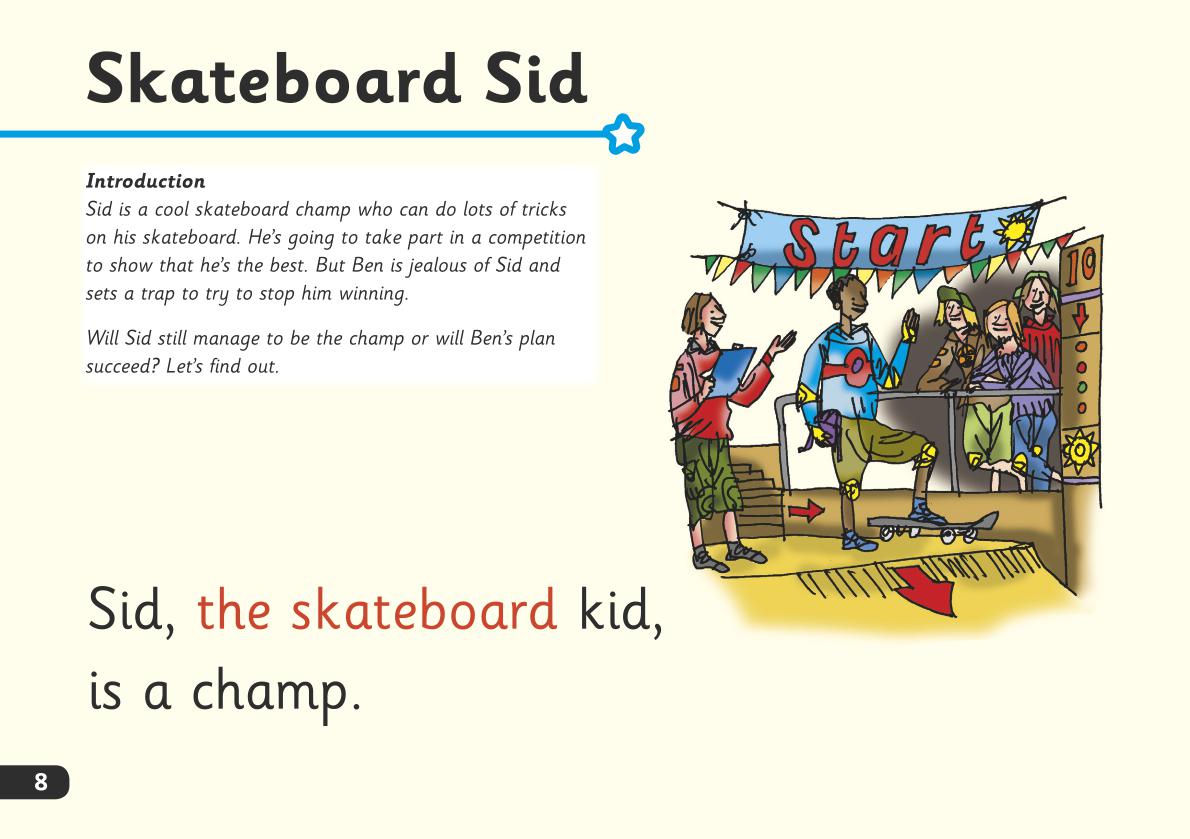 Skateboard Sid
Introduction
Sid is a cool skateboard champ who can do lots of tricks
on his skateboard. He's going to take part in a competition
to show that he's the best. But Ben is jealous of Sid and
sets a trap to try to stop him winning.
Will Sid still manage to be the champ or will Ben's plan
succeed? Let's find out.
Start
10
Sid, the skateboard kid,
is a champ.
8